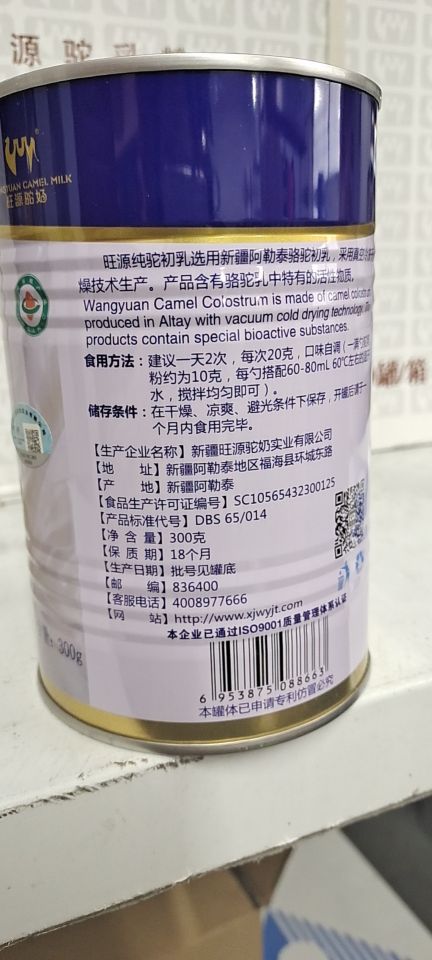 源驼乳
YUAN CAMEL MILK
旺源驼奶
旺源纯驼初乳选用新疆阿勒泰骆驼初乳，采用真空
燥技术生产。产品含有骆驼乳中特有的活性物质。
Wangyuan Camel Colostrum is made of camel colostrum
produced in Altay with vacuum cold drying technology.
products contain special bioactive substances.
食用方法：建议一天2次，每次20克，口味自调（一满勺
粉约为10克，每勺搭配60-80mL 60℃左右的
水，搅拌均匀即可）。
储存条件：在干燥、凉爽、避光条件下保存，开罐后请于一
个月内食用完毕。
【生产企业名称】新疆旺源驼奶实业有限公司
【地 址】新疆阿勒泰地区福海县环城东路
【产 地】新疆阿勒泰
【食品生产许可证编号】SC10565432300125
【产品标准代号】DBS 65/014
【净 含 量】300克
【保 质 期】18个月
【生产日期】批号见罐底
【邮 编】836400
【客服电话】4008977666
【网 站】http://www.xjwyjt.com
本企业已通过ISO9001质量管理体系认证
6 953875 088663
本罐体已申请专利仿冒必究
300g
罐/箱